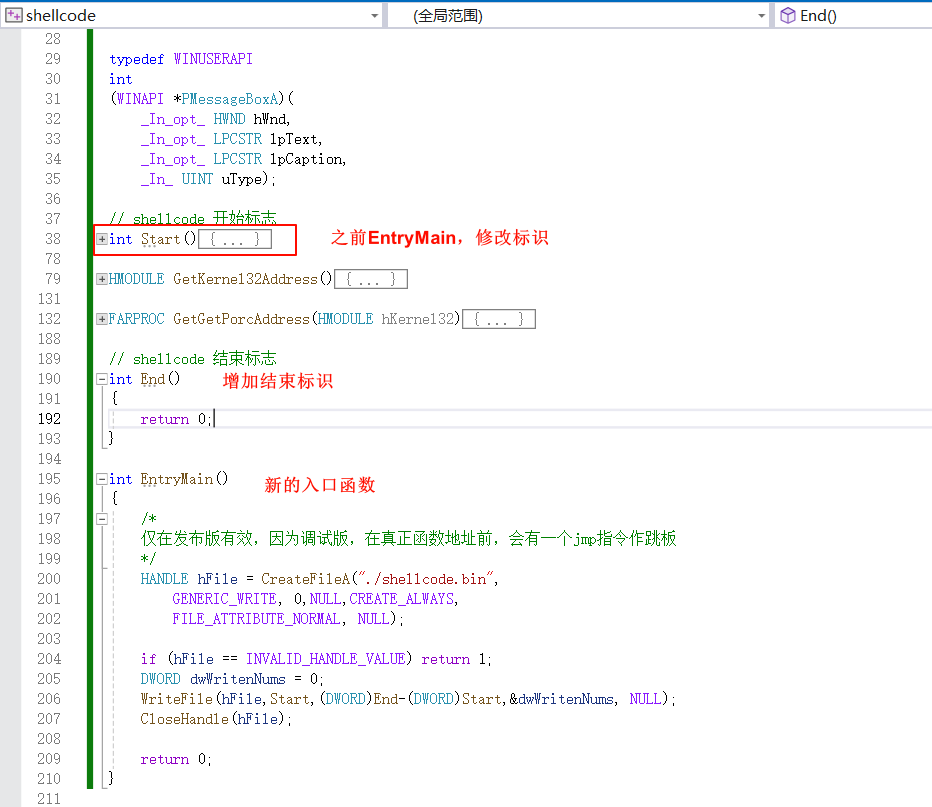 shellcode (全局范围) End()
28
29 typedef WINUSERAPI
30 int
31 (WINAPI *PMessageBoxA)(
32 _In_opt_ HWND hWnd,
33 _In_opt_ LPCSTR lpText,
34 _In_opt_ LPCSTR lpCaption,
35 _In_ UINT uType);
36
37 // shellcode 开始标志
38 int Start(){ ... } 之前EntryMain，修改标识
78
79 HMODULE GetKernel32Address(){ ... }
131
132 FARPROC GetGetPorcAddress(HMODULE hKernel32){ ... }
188
189 // shellcode 结束标志
190 int End() 增加结束标识
191 {
192 return 0;
193 }
194
195 int EntryMain() 新的入口函数
196 {
197 /*
198 仅在发布版有效，因为调试版，在真正函数地址前，会有一个jmp指令作跳板
199 */
200 HANDLE hFile = CreateFileA("./shellcode.bin",
201 GENERIC_WRITE, 0,NULL,CREATE_ALWAYS,
202 FILE_ATTRIBUTE_NORMAL, NULL);
203
204 if (hFile == INVALID_HANDLE_VALUE) return 1;
205 DWORD dwWritenNums = 0;
206 WriteFile(hFile,Start,(DWORD)End-(DWORD)Start,&dwWritenNums, NULL);
207 CloseHandle(hFile);
208
209 return 0;
210 }
211